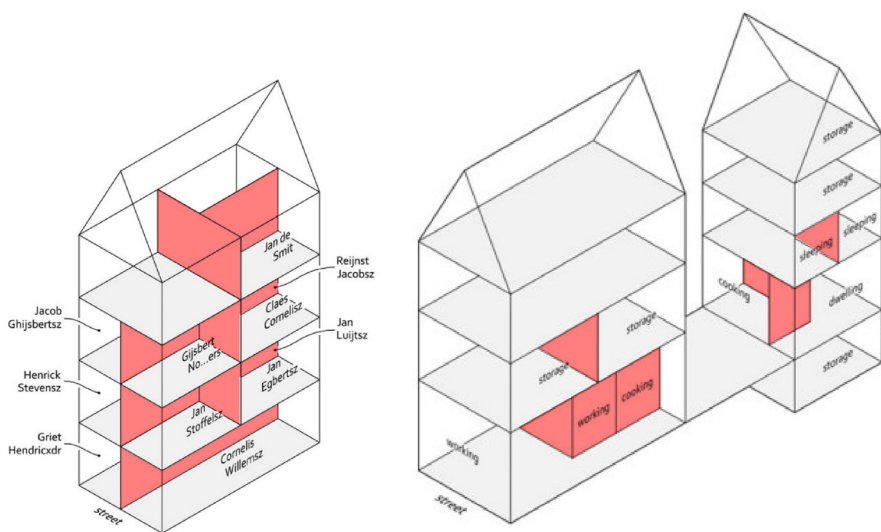 Jan de
Smit
Reijnst
Jacobsz
Claes
Cornelisz
Jacob
Ghijsbertsz
Jan
Luijtsz
Gijsbert
No...ers
Jan
Egbertsz
Henrick
Stevensz
Jan
Stoffelsz
Griet
Hendricxdr
Cornelis
Willemsz
street
storage
storage
sleeping
sleeping
cooking
dwelling
storage
storage
storage
cooking
working
working
street